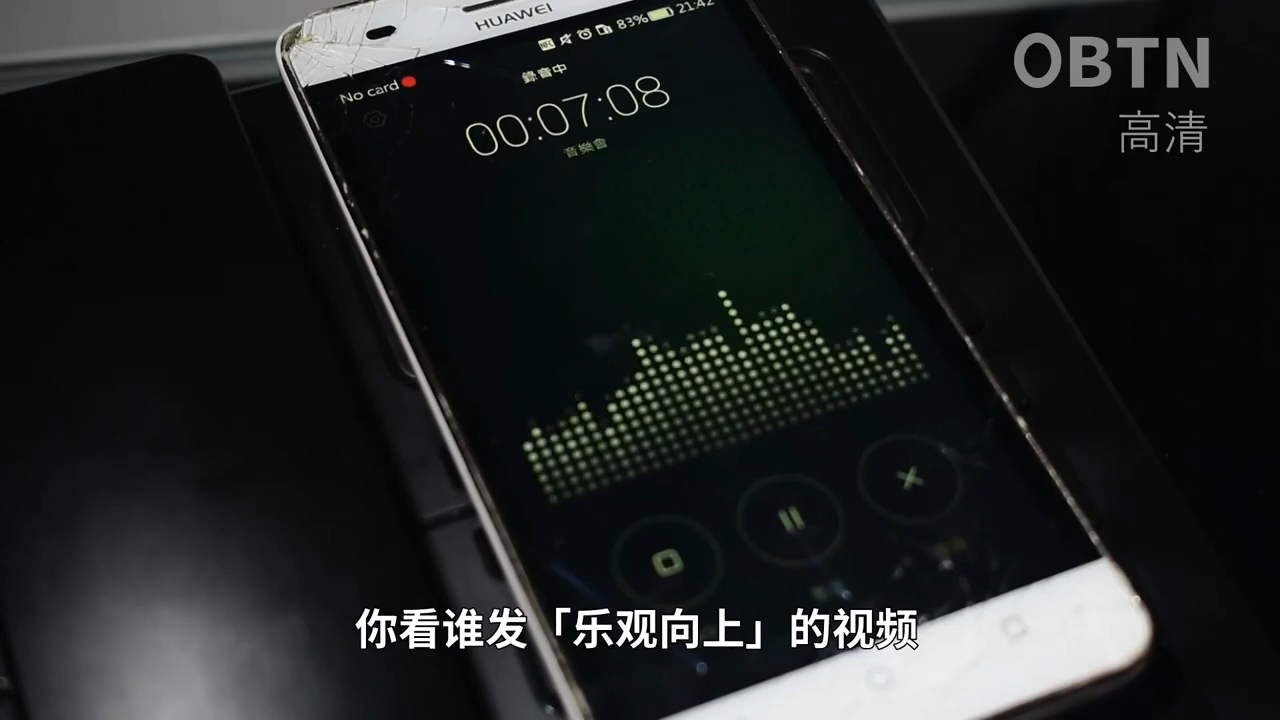 HUAWEI
83% 21:42
No card
錄音中
00:07:08
音樂會
OBTN
高清
你看谁发「乐观向上」的视频